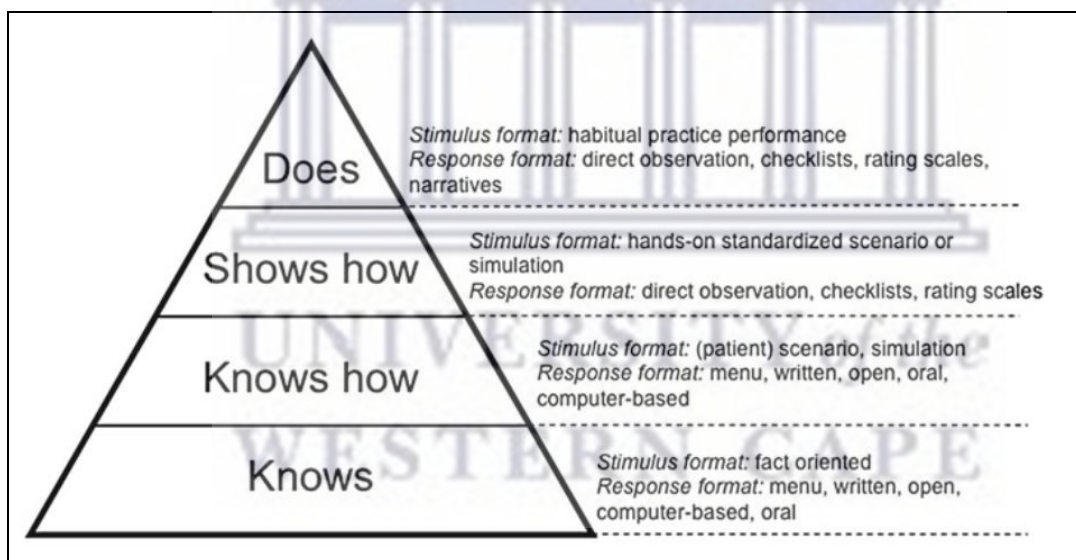 Does
Stimulus format: habitual practice performance
Response format: direct observation, checklists, rating scales,
narratives
Shows how
Stimulus format: hands-on standardized scenario or
simulation
Response format: direct observation, checklists, rating scales
Knows how
Stimulus format: (patient) scenario, simulation
Response format: menu, written, open, oral,
computer-based
Knows
Stimulus format: fact oriented
Response format: menu, written, open,
computer-based, oral
UNIVERSITY of the
WESTERN CAPE